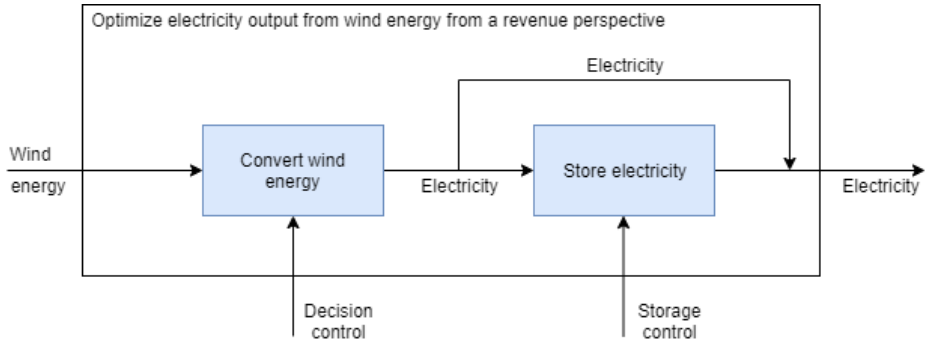 Optimize electricity output from wind energy from a revenue perspective
Electricity
Wind
energy
Convert wind
energy
Electricity
Store electricity
Electricity
Decision
control
Storage
control